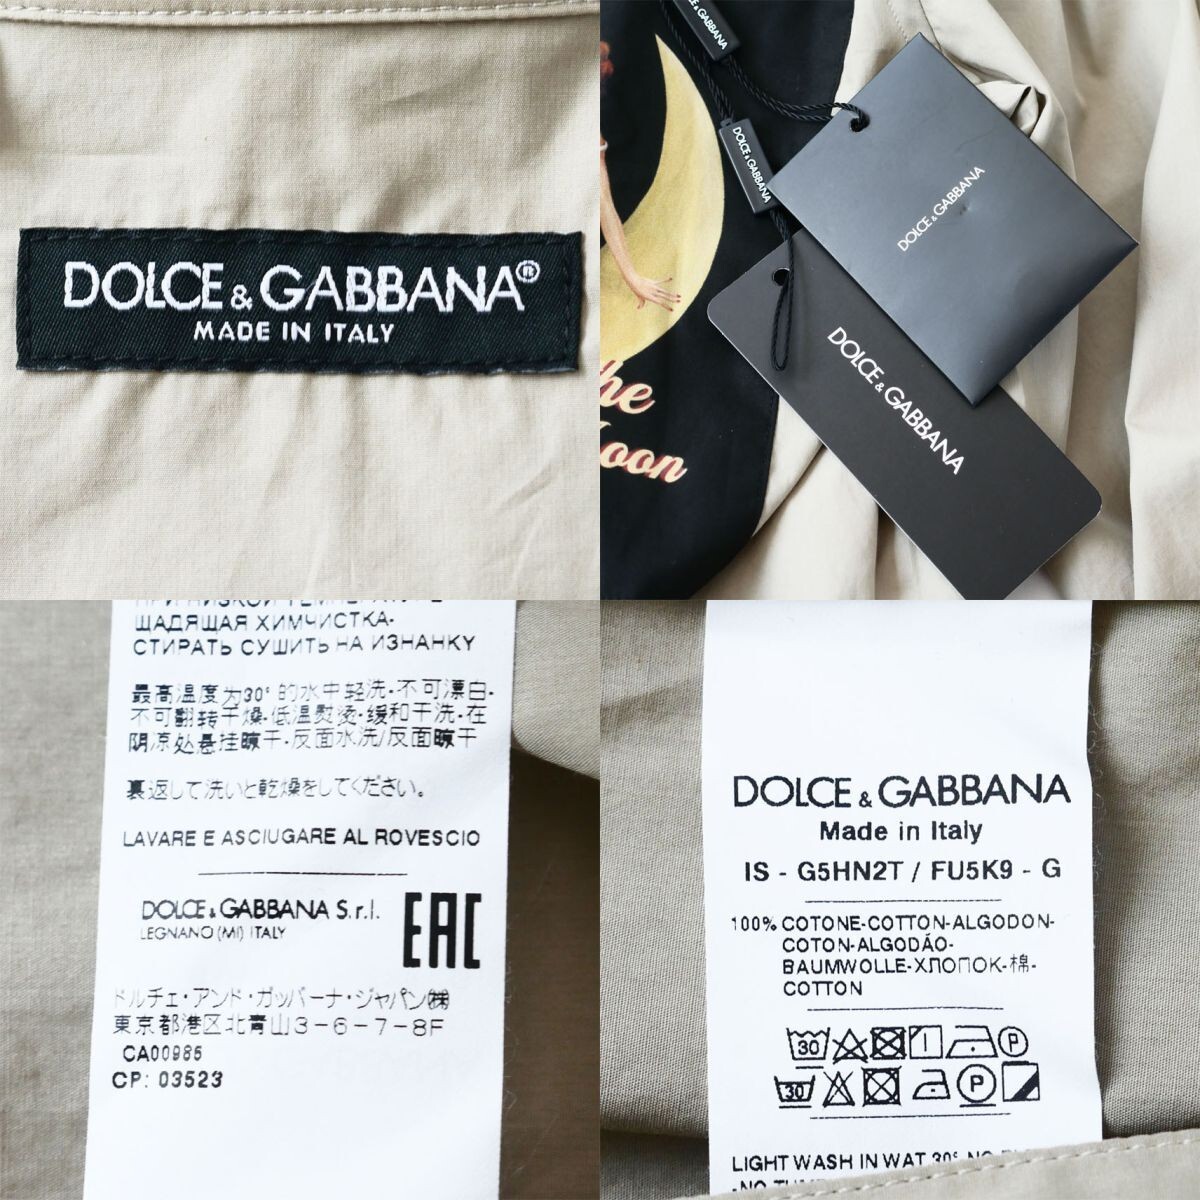 DOLCE & GABBANA®
MADE IN ITALY
& GABBANA
DOLCE & GABBANA
DOLCE & GABBANA
DOLCE & GABBANA
the
Moon
ЩАДЯЩАЯ ХИМЧИСТКА-
СТИРАТЬ СУШИТЬ НА ИЗНАНКУ
最高温度为30° 的水中轻洗-不可漂白-
不可翻转干燥-低温熨烫-缓和干洗-在
阴凉处悬挂晾干-反面水洗/反面晾干
裏返して洗いと乾燥をしてください。
LAVARE E ASCIUGARE AL ROVESCIO
DOLCE & GABBANA S.r.l.
LEGNANO (MI) ITALY
EAC
ドルチェ・アンド・ガッバーナ・ジャパン㈱
東京都港区北青山3-6-7-8F
CA00985
CP: 03523
DOLCE & GABBANA
Made in Italy
IS - G5HN2T / FU5K9 - G
100% COTONE-COTTON-ALGODON-
COTON-ALGODÃO-
BAUMWOLLE-ХЛОПОК-棉-
COTTON
30 P
30 P
LIGHT WASH IN WAT 30°